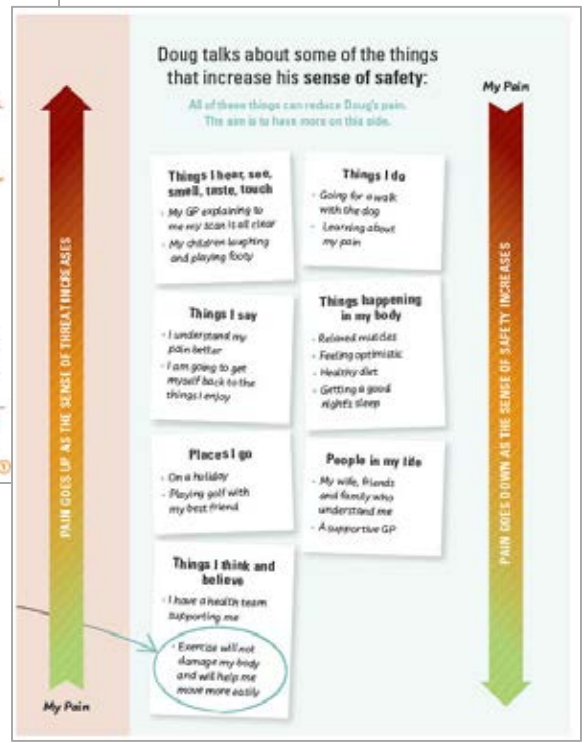 Doug talks about some of the things
that increase his sense of safety:
All of these things can reduce Doug's pain.
The aim is to have more on this side.
My Pain
PAIN GOES UP AS THE SENSE OF THREAT INCREASES
My Pain
Things I hear, see,
smell, taste, touch
- My GP explaining to
me my scan is all clear
- My children laughing
and playing footy
Things I do
- Going for a walk
with the dog
- Learning about
my pain
Things I say
- I understand my
pain better
- I am going to get
myself back to the
things I enjoy
Things happening
in my body
- Relaxed muscles
- Feeling optimistic
- Healthy diet
- Getting a good
night's sleep
Places I go
- On a holiday
- Playing golf with
my best friend
People in my life
- My wife, friends
and family who
understand me
- A supportive GP
Things I think and
believe
- I have a health team
supporting me
- Exercise will not
damage my body
and will help me
move more easily
PAIN GOES DOWN AS THE SENSE OF SAFETY INCREASES